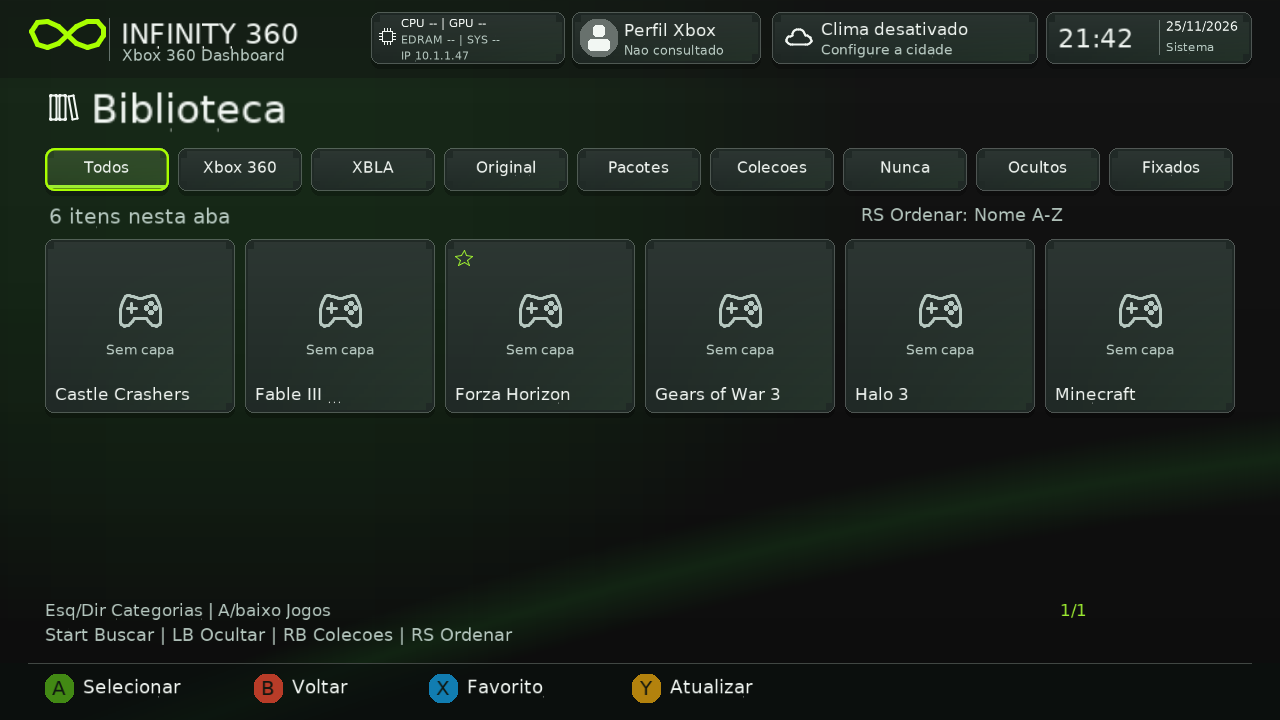 INFINITY 360
Xbox 360 Dashboard
CPU -- | GPU --
EDRAM -- | SYS --
IP 10.1.1.47
Perfil Xbox
Nao consultado
Clima desativado
Configure a cidade
21:42
25/11/2026
Sistema
Biblioteca
Todos
Xbox 360
XBLA
Original
Pacotes
Colecoes
Nunca
Ocultos
Fixados
6 itens nesta aba
RS Ordenar: Nome A-Z
Sem capa
Sem capa
Sem capa
Sem capa
Sem capa
Sem capa
Castle Crashers
Fable III ...
Forza Horizon
Gears of War 3
Halo 3
Minecraft
Esq/Dir Categorias | A/baixo Jogos
1/1
Start Buscar | LB Ocultar | RB Colecoes | RS Ordenar
A Selecionar
B Voltar
X Favorito
Y Atualizar